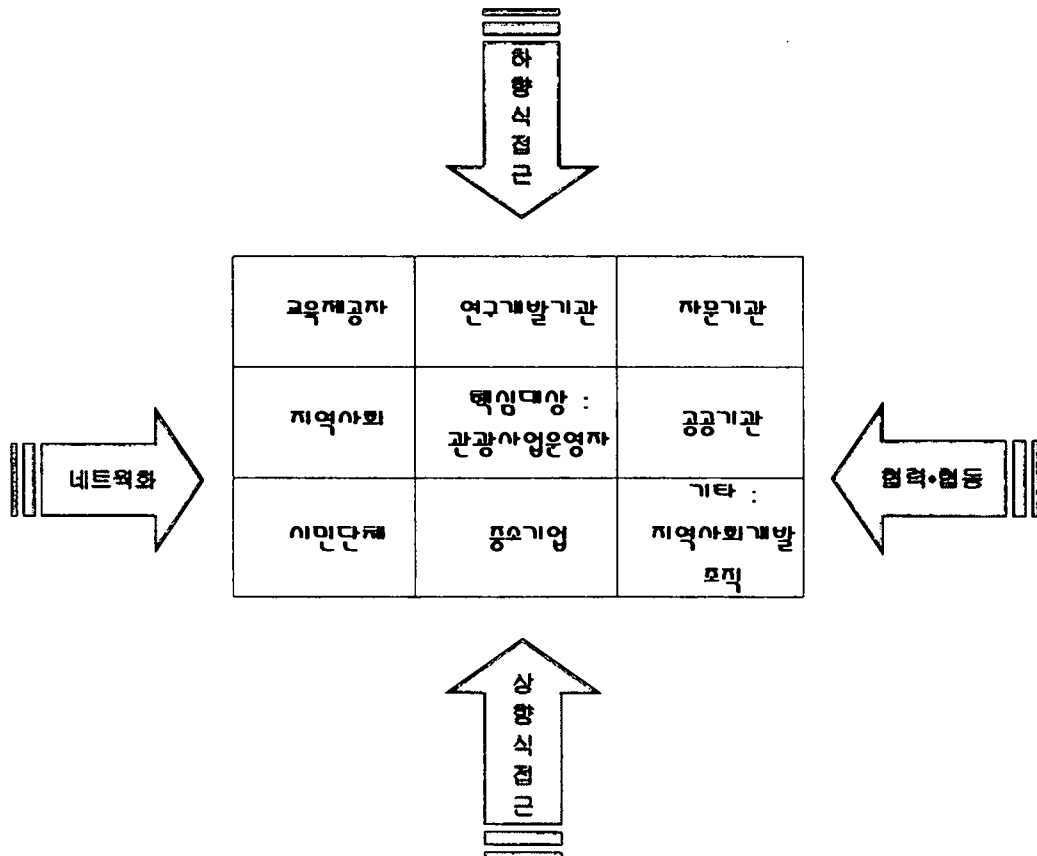 하향식접근
교육제공자
연구개발기관
자문기관
지역사회
핵심대상 :
관광사업운영자
공공기관
네트웍화
협력•협동
시민단체
중소기업
기타 :
지역사회개발
조직
상향식접근